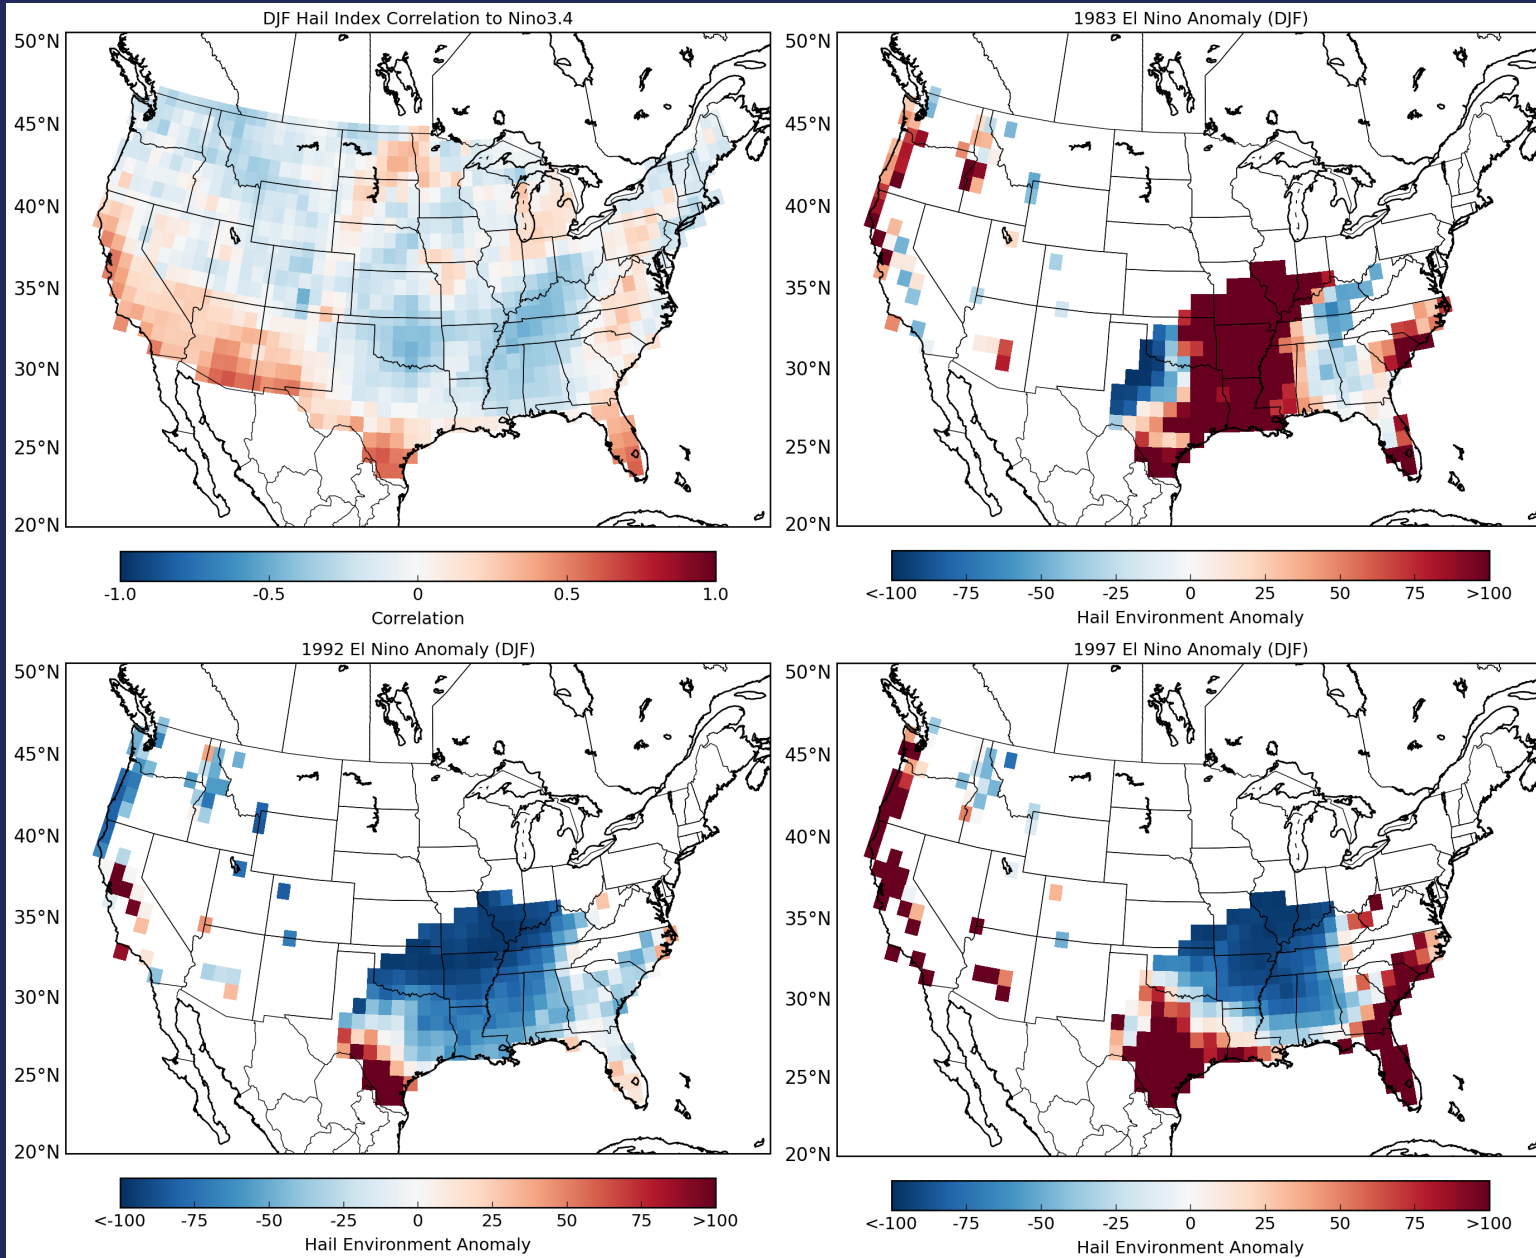 DJF Hail Index Correlation to Nino3.4
50°N
45°N
40°N
35°N
30°N
25°N
20°N
-1.0 -0.5 0 0.5 1.0
Correlation
1983 El Nino Anomaly (DJF)
50°N
45°N
40°N
35°N
30°N
25°N
20°N
<-100 -75 -50 -25 0 25 50 75 >100
Hail Environment Anomaly
1992 El Nino Anomaly (DJF)
50°N
45°N
40°N
35°N
30°N
25°N
20°N
<-100 -75 -50 -25 0 25 50 75 >100
Hail Environment Anomaly
1997 El Nino Anomaly (DJF)
50°N
45°N
40°N
35°N
30°N
25°N
20°N
<-100 -75 -50 -25 0 25 50 75 >100
Hail Environment Anomaly